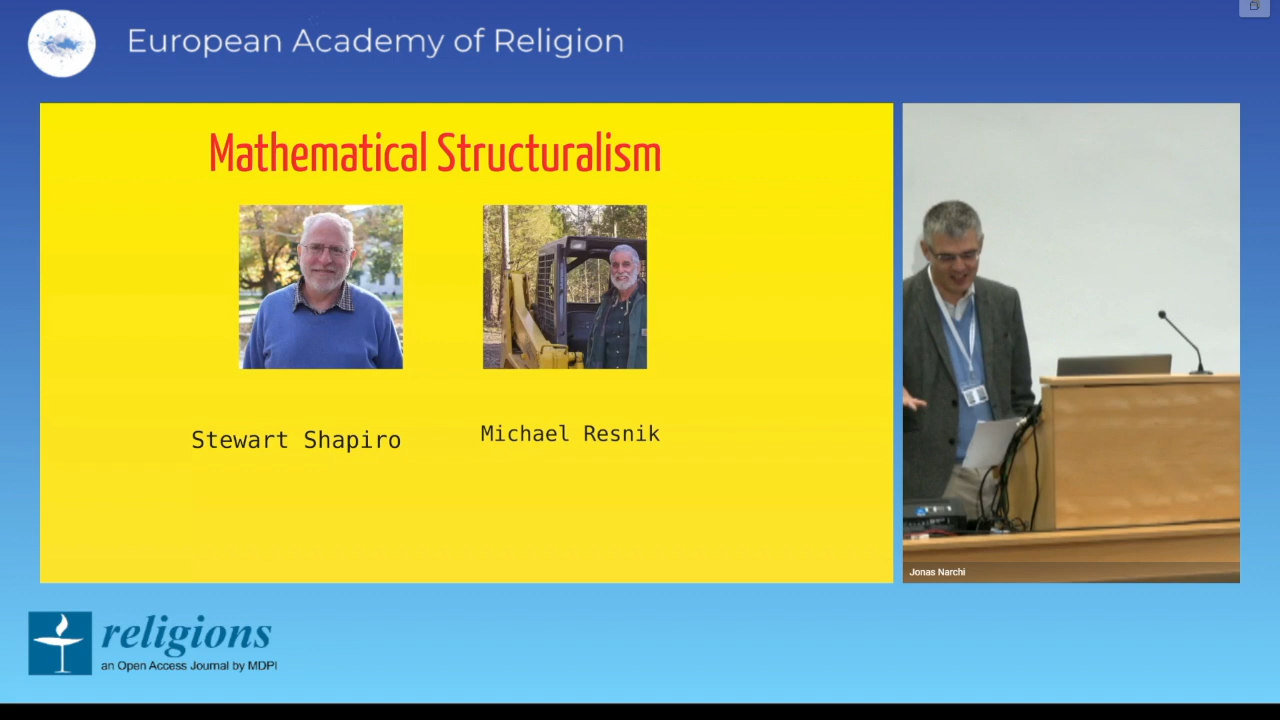 European Academy of Religion
Mathematical Structuralism
Stewart Shapiro
Michael Resnik
Jonas Narchi
religions
an Open Access Journal by MDPI